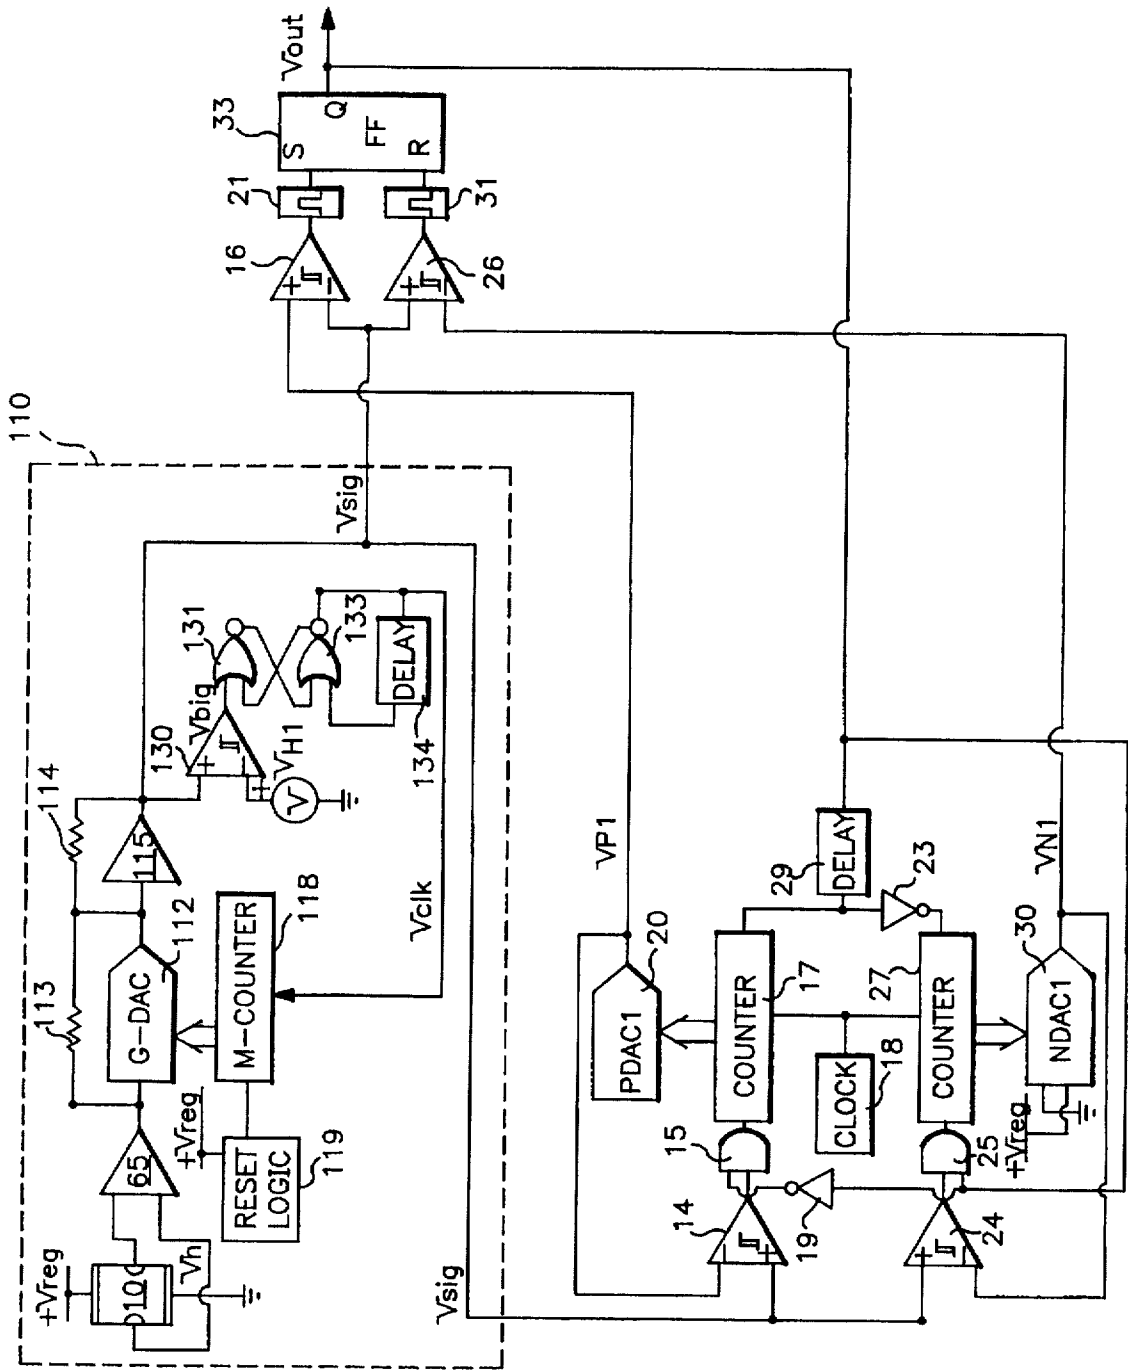 110
+Vreg
10
Vh
65
+Vreg
RESET
LOGIC
119
113
G-DAC
112
M-COUNTER
118
114
115
Vbig
130
+
−
+
V
VH1
131
133
DELAY
134
Vclk
Vsig
Vsig
16
+
−
21
26
+
−
31
33
S
R
FF
Q
Vout
VP1
PDAC1
20
14
−
+
15
COUNTER
17
29
DELAY
23
CLOCK
18
19
24
+
−
25
COUNTER
27
+Vreg
NDAC1
30
VN1